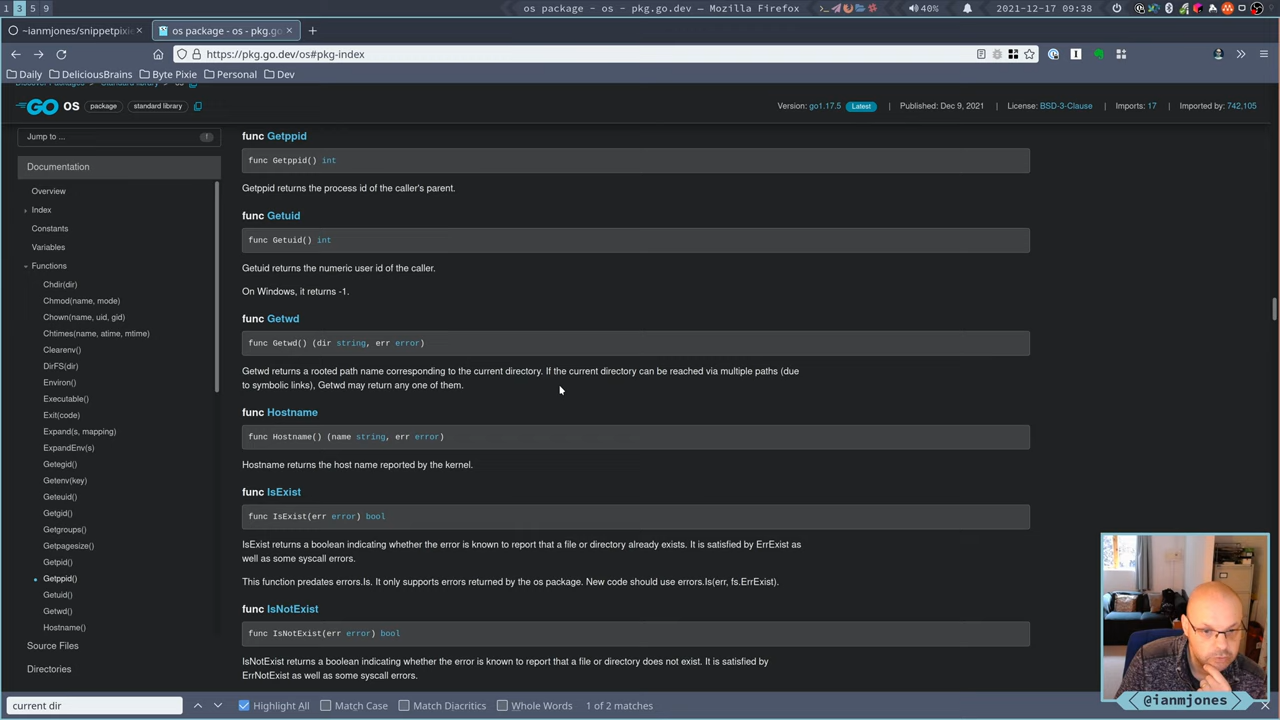 1 3 5 9
os package - os - pkg.go.dev — Mozilla Firefox
40%
2021-12-17
09:38
~ianmjones/snippetpixie
os package - os - pkg.go.dev
https://pkg.go.dev/os#pkg-index
Daily
DeliciousBrains
Byte Pixie
Personal
Dev
Discover Packages
Standard library
os
GO os
package
standard library
Version: go1.17.5
Latest
Published: Dec 9, 2021
License: BSD-3-Clause
Imports: 17
Imported by: 742,105
Jump to ...
Documentation
Overview
Index
Constants
Variables
Functions
Chdir(dir)
Chmod(name, mode)
Chown(name, uid, gid)
Chtimes(name, atime, mtime)
Clearenv()
DirFS(dir)
Environ()
Executable()
Exit(code)
Expand(s, mapping)
ExpandEnv(s)
Getegid()
Getenv(key)
Geteuid()
Getgid()
Getgroups()
Getpagesize()
Getpid()
Getppid()
Getuid()
Getwd()
Hostname()
Source Files
Directories
func Getppid
func Getppid() int
Getppid returns the process id of the caller's parent.
func Getuid
func Getuid() int
Getuid returns the numeric user id of the caller.
On Windows, it returns -1.
func Getwd
func Getwd() (dir string, err error)
Getwd returns a rooted path name corresponding to the current directory. If the current directory can be reached via multiple paths (due
to symbolic links), Getwd may return any one of them.
func Hostname
func Hostname() (name string, err error)
Hostname returns the host name reported by the kernel.
func IsExist
func IsExist(err error) bool
IsExist returns a boolean indicating whether the error is known to report that a file or directory already exists. It is satisfied by ErrExist as
well as some syscall errors.
This function predates errors.Is. It only supports errors returned by the os package. New code should use errors.Is(err, fs.ErrExist).
func IsNotExist
func IsNotExist(err error) bool
IsNotExist returns a boolean indicating whether the error is known to report that a file or directory does not exist. It is satisfied by
ErrNotExist as well as some syscall errors.
@ianmjones
current dir
Highlight All
Match Case
Match Diacritics
Whole Words
1 of 2 matches